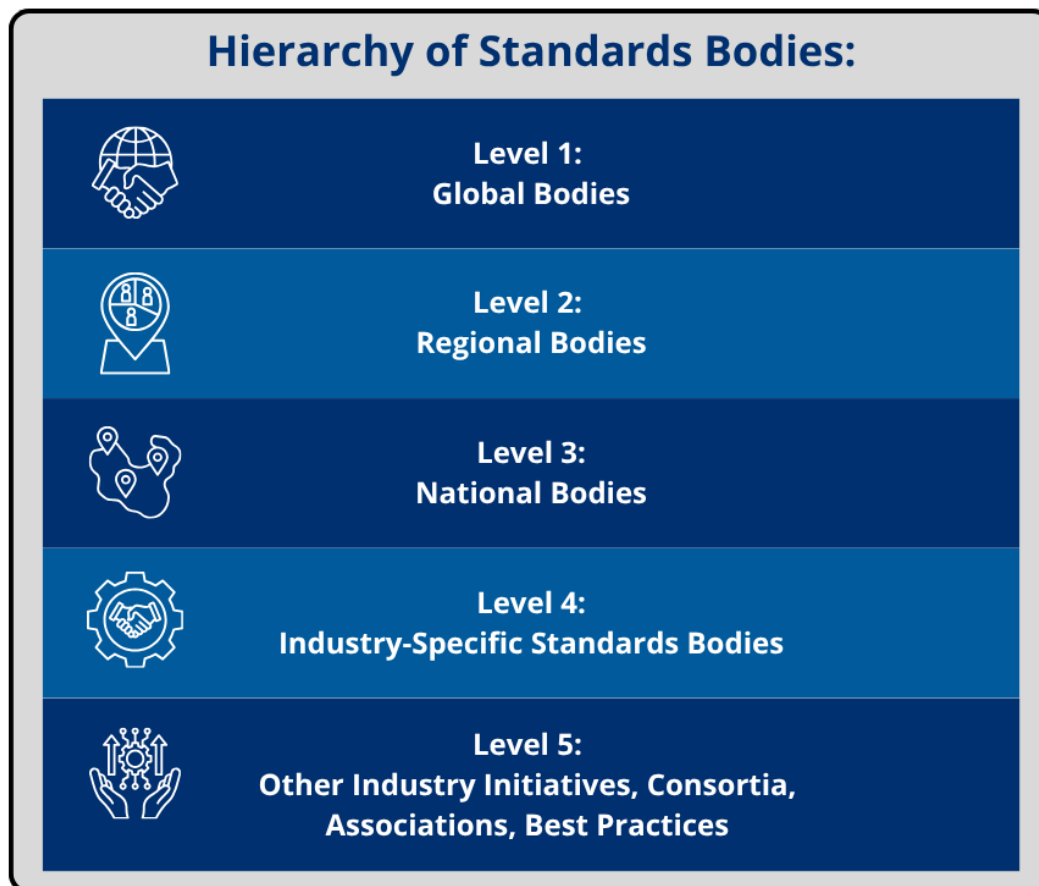 Hierarchy of Standards Bodies:
Level 1:
Global Bodies
Level 2:
Regional Bodies
Level 3:
National Bodies
Level 4:
Industry-Specific Standards Bodies
Level 5:
Other Industry Initiatives, Consortia,
Associations, Best Practices